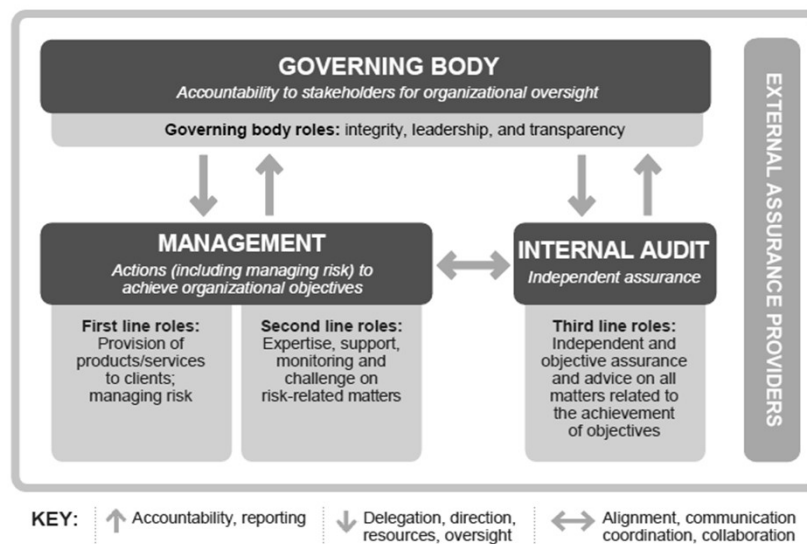 GOVERNING BODY
Accountability to stakeholders for organizational oversight
Governing body roles: integrity, leadership, and transparency
MANAGEMENT
Actions (including managing risk) to
achieve organizational objectives
First line roles:
Provision of
products/services
to clients;
managing risk
Second line roles:
Expertise, support,
monitoring and
challenge on
risk-related matters
INTERNAL AUDIT
Independent assurance
Third line roles:
Independent and
objective assurance
and advice on all
matters related to
the achievement
of objectives
EXTERNAL ASSURANCE PROVIDERS
KEY:
Accountability, reporting
Delegation, direction,
resources, oversight
Alignment, communication
coordination, collaboration